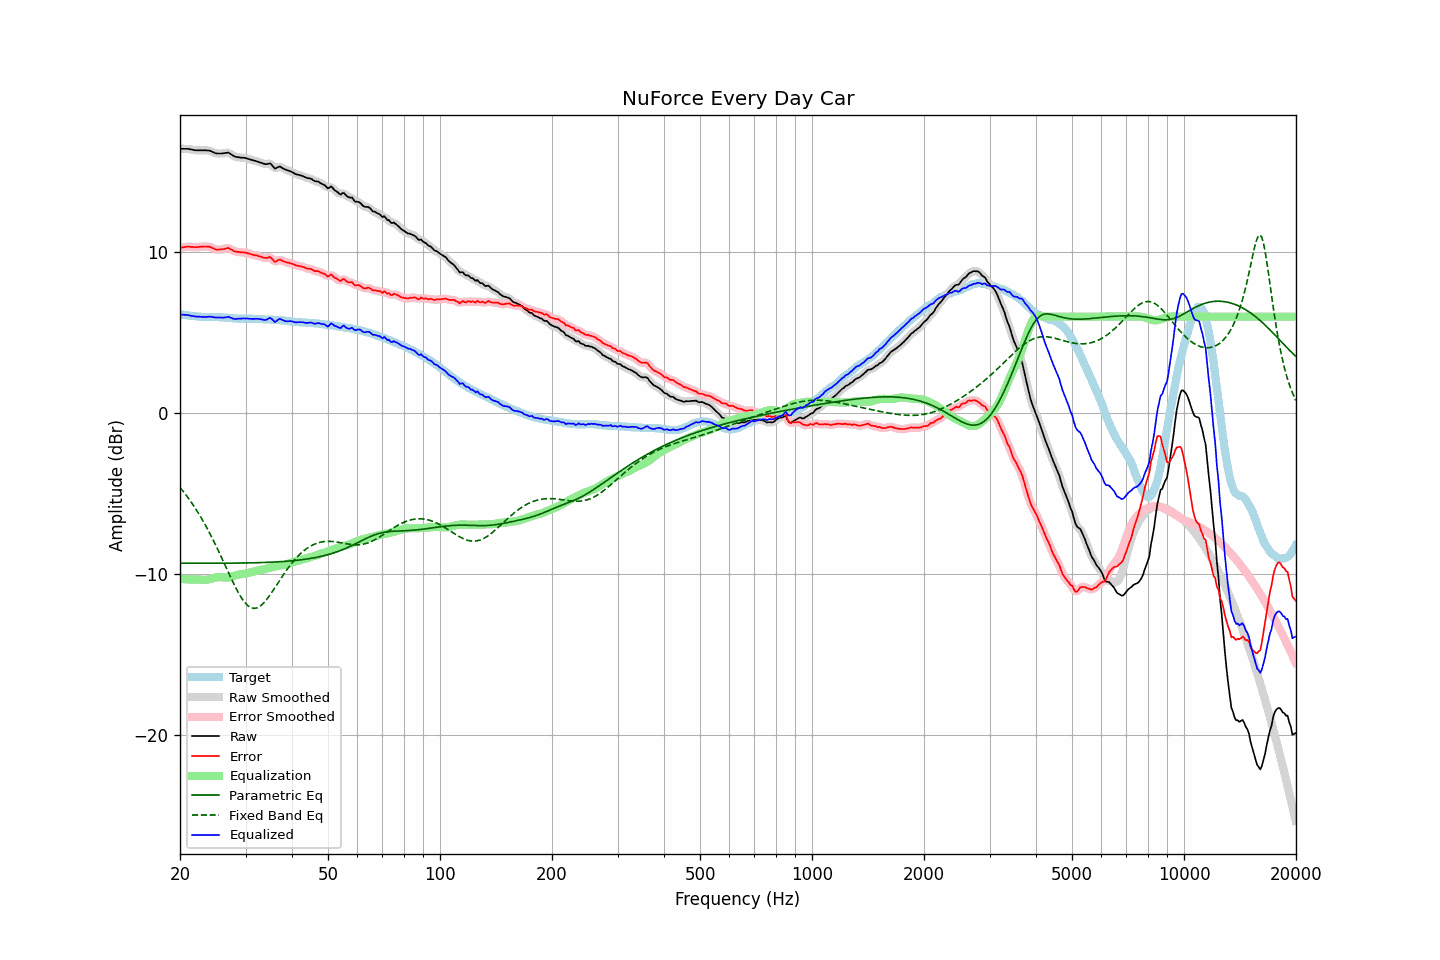 NuForce Every Day Car
Amplitude (dBr)
10
0
−10
−20
Target
Raw Smoothed
Error Smoothed
Raw
Error
Equalization
Parametric Eq
Fixed Band Eq
Equalized
20 50 100 200 500 1000 2000 5000 10000 20000
Frequency (Hz)